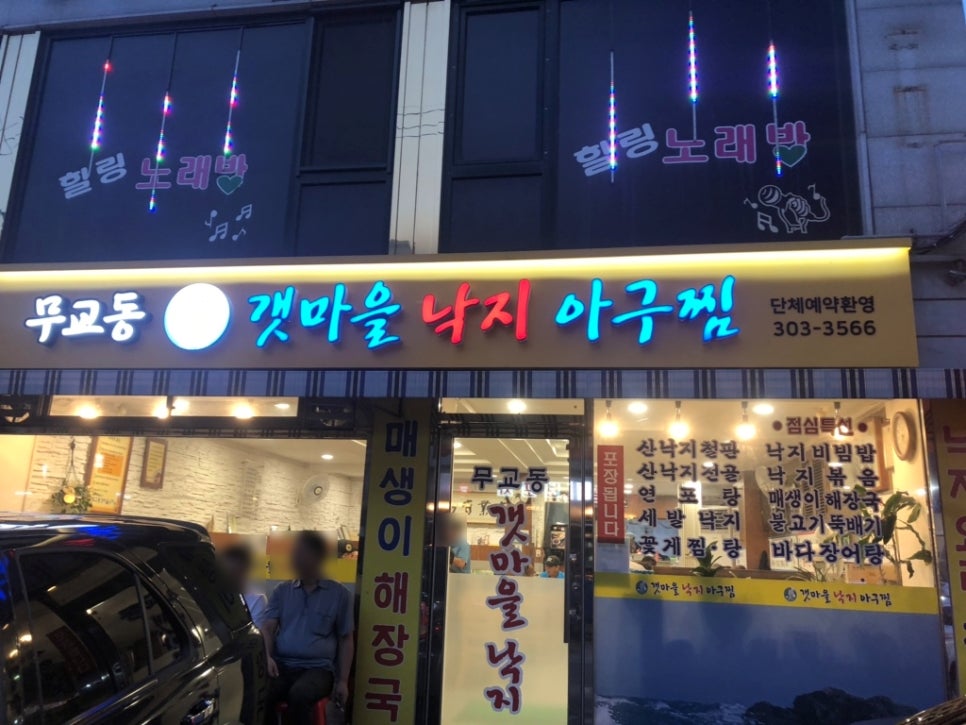 힐링 노래방
힐링 노래방
무교동 갯마을 낙지 아구찜
단체예약환영
303-3566
매생이해장국
무교동
갯마을낙지
포장됩니다
산낙지철판
산낙지전골
연포탕
세발낙지
꽃게찜·탕
•점심특선•
낙지비빔밥
낙지볶음
매생이해장국
불고기뚝배기
바다장어탕
갯마을낙지아구찜
갯마을낙지아구찜